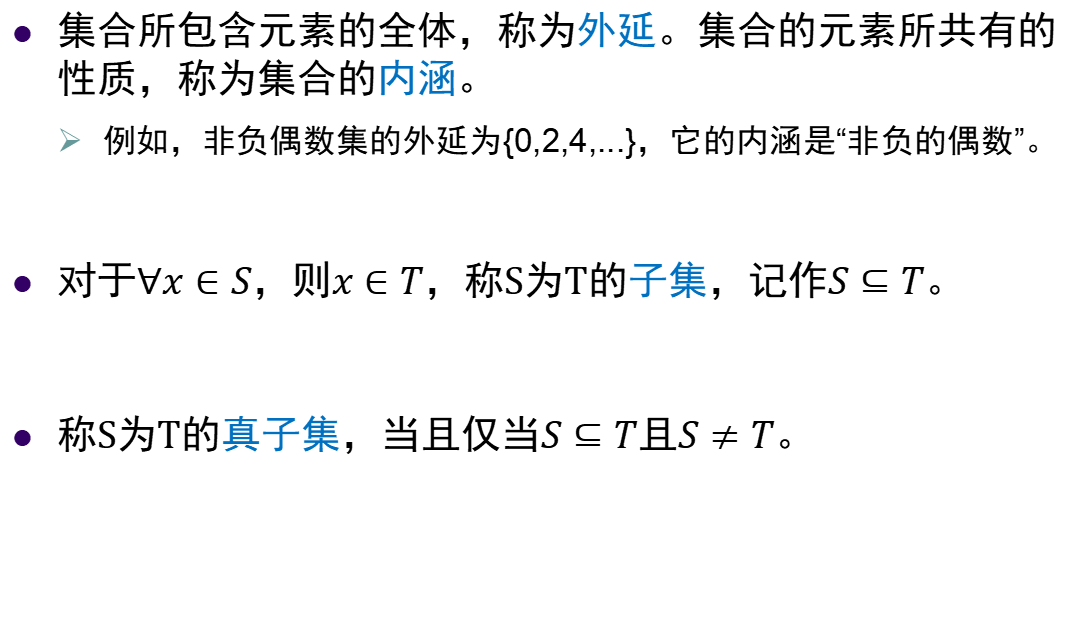 集合所包含元素的全体，称为外延。集合的元素所共有的
性质，称为集合的内涵。
例如，非负偶数集的外延为{0,2,4,...}，它的内涵是“非负的偶数”。
对于∀x ∈ S，则x ∈ T，称S为T的子集，记作S ⊆ T。
称S为T的真子集，当且仅当S ⊆ T且S ≠ T。